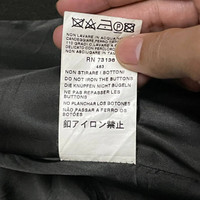 NON LAVARE IN ACQUA
RN 73136
483
NON STIRARE I BOTTONI
DO NOT IRON THE BUTTONS
DIE KNÖPFE NICHT BÜGELN
NE PAS REPASSER LES
BUTTONS
NO PLANCHAR LOS BOTONES
NÃO PASSAR A FERRO OS
BOTÕES
釦アイロン禁止